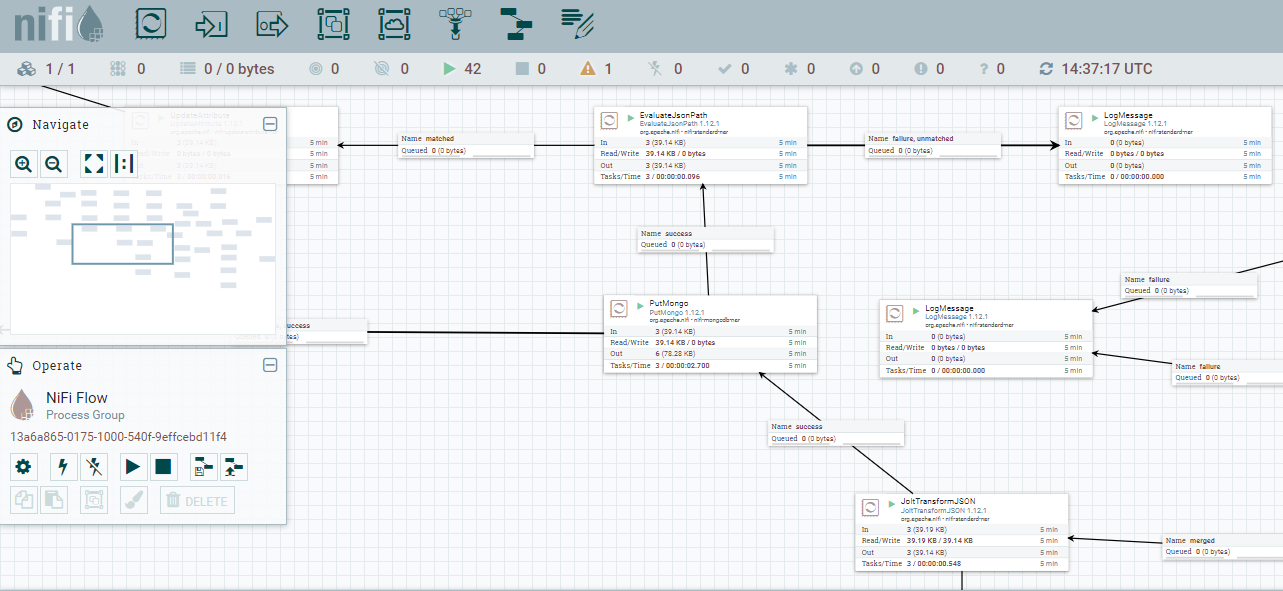 nifi
1 / 1 0 0 / 0 bytes 0 0 42 0 1 0 0 0 0 0 ? 0 14:37:17 UTC
Navigate
UpdateAttribute
5 min
5 min
5 min
5 min
Name matched
Queued 0 (0 bytes)
EvaluateJsonPath
EvaluateJsonPath 1.12.1
org.apache.nifi - nifi-standard-nar
In 3 (39.14 KB) 5 min
Read/Write 39.14 KB / 0 bytes 5 min
Out 3 (39.14 KB) 5 min
Tasks/Time 3 / 00:00:00.096 5 min
Name failure, unmatched
Queued 0 (0 bytes)
LogMessage
LogMessage 1.12.1
org.apache.nifi - nifi-standard-nar
In 0 (0 bytes) 5 min
Read/Write 0 bytes / 0 bytes 5 min
Out 0 (0 bytes) 5 min
Tasks/Time 0 / 00:00:00.000 5 min
Name success
Queued 0 (0 bytes)
Name failure
Queued 0 (0 bytes)
uccess
PutMongo
PutMongo 1.12.1
org.apache.nifi - nifi-mongodb-nar
In 3 (39.14 KB) 5 min
Read/Write 39.14 KB / 0 bytes 5 min
Out 6 (78.28 KB) 5 min
Tasks/Time 3 / 00:00:02.700 5 min
LogMessage
LogMessage 1.12.1
org.apache.nifi - nifi-standard-nar
In 0 (0 bytes) 5 min
Read/Write 0 bytes / 0 bytes 5 min
Out 0 (0 bytes) 5 min
Tasks/Time 0 / 00:00:00.000 5 min
Name failure
Queued 0 (0 bytes)
Operate
NiFi Flow
Process Group
13a6a865-0175-1000-540f-9effcebd11f4
DELETE
Name success
Queued 0 (0 bytes)
JoltTransformJSON
JoltTransformJSON 1.12.1
org.apache.nifi - nifi-standard-nar
In 3 (39.19 KB) 5 min
Read/Write 39.19 KB / 39.14 KB 5 min
Out 3 (39.14 KB) 5 min
Tasks/Time 3 / 00:00:00.548 5 min
Name merged
Queued 0 (0 bytes)